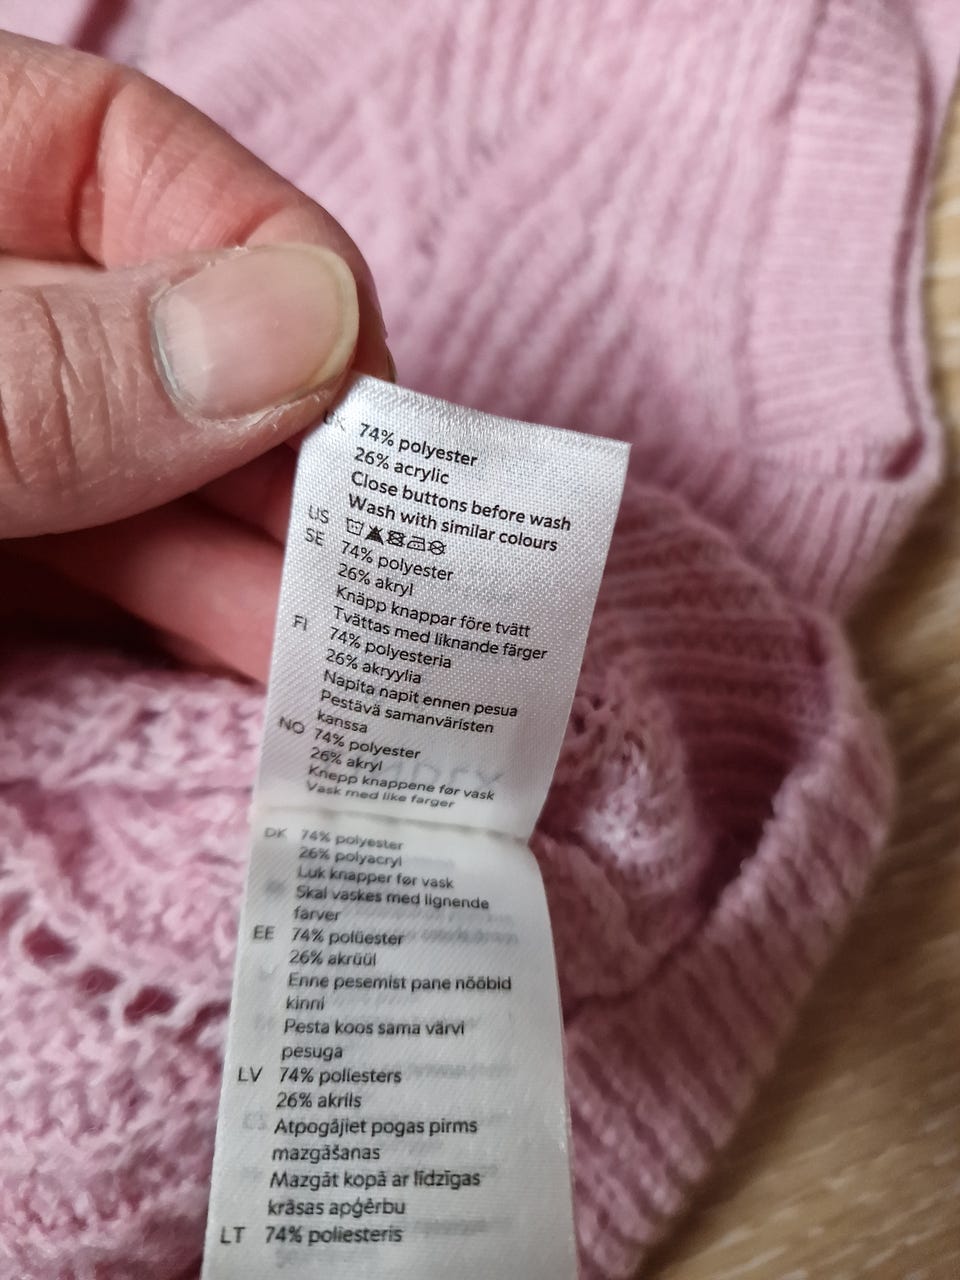 UK 74% polyester
26% acrylic
Close buttons before wash
Wash with similar colours
US
SE 74% polyester
26% akryl
Knäpp knappar före tvätt
Tvättas med liknande färger
FI 74% polyesteria
26% akryylia
Napita napit ennen pesua
Pestävä samanväristen
kanssa
NO 74% polyester
26% akryl
Knepp knappene før vask
Vask med like farger
DK 74% polyester
26% polyacryl
Luk knapper før vask
Skal vaskes med lignende
farver
EE 74% polüester
26% akrüül
Enne pesemist pane nööbid
kinni
Pesta koos sama värvi
pesuga
LV 74% poliesters
26% akrils
Atpogājiet pogas pirms
mazgāšanas
Mazgāt kopā ar līdzīgas
krāsas apģērbu
LT 74% poliesteris